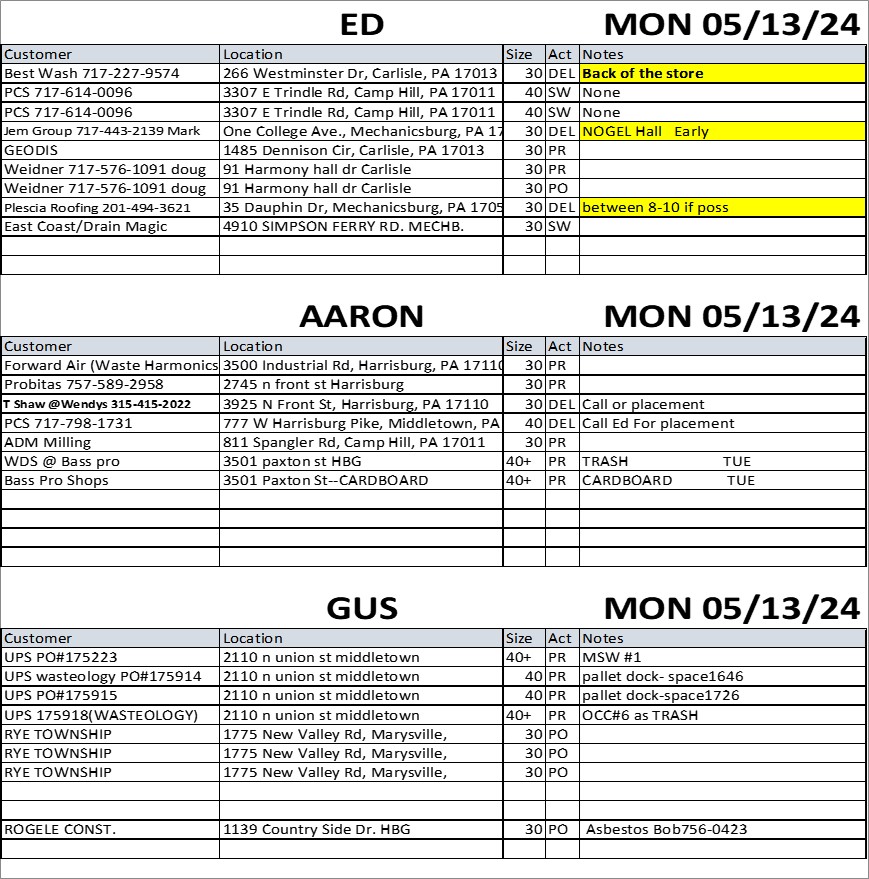 ED MON 05/13/24
Customer Location Size Act Notes
Best Wash 717-227-9574 266 Westminster Dr, Carlisle, PA 17013 30 DEL Back of the store
PCS 717-614-0096 3307 E Trindle Rd, Camp Hill, PA 17011 40 SW None
PCS 717-614-0096 3307 E Trindle Rd, Camp Hill, PA 17011 40 SW None
Jem Group 717-443-2139 Mark One College Ave., Mechanicsburg, PA 17 30 DEL NOGEL Hall Early
GEODIS 1485 Dennison Cir, Carlisle, PA 17013 30 PR
Weidner 717-576-1091 doug 91 Harmony hall dr Carlisle 30 PR
Weidner 717-576-1091 doug 91 Harmony hall dr Carlisle 30 PO
Plescia Roofing 201-494-3621 35 Dauphin Dr, Mechanicsburg, PA 1705 30 DEL between 8-10 if poss
East Coast/Drain Magic 4910 SIMPSON FERRY RD. MECHB. 30 SW
AARON MON 05/13/24
Customer Location Size Act Notes
Forward Air (Waste Harmonics 3500 Industrial Rd, Harrisburg, PA 17110 30 PR
Probitas 757-589-2958 2745 n front st Harrisburg 30 PR
T Shaw @Wendys 315-415-2022 3925 N Front St, Harrisburg, PA 17110 30 DEL Call or placement
PCS 717-798-1731 777 W Harrisburg Pike, Middletown, PA 40 DEL Call Ed For placement
ADM Milling 811 Spangler Rd, Camp Hill, PA 17011 30 PR
WDS @ Bass pro 3501 paxton st HBG 40+ PR TRASH TUE
Bass Pro Shops 3501 Paxton St--CARDBOARD 40+ PR CARDBOARD TUE
GUS MON 05/13/24
Customer Location Size Act Notes
UPS PO#175223 2110 n union st middletown 40+ PR MSW #1
UPS wasteology PO#175914 2110 n union st middletown 40 PR pallet dock- space1646
UPS PO#175915 2110 n union st middletown 40 PR pallet dock-space1726
UPS 175918(WASTEOLOGY) 2110 n union st middletown 40+ PR OCC#6 as TRASH
RYE TOWNSHIP 1775 New Valley Rd, Marysville, 30 PO
RYE TOWNSHIP 1775 New Valley Rd, Marysville, 30 PO
RYE TOWNSHIP 1775 New Valley Rd, Marysville, 30 PO
ROGELE CONST. 1139 Country Side Dr. HBG 30 PO Asbestos Bob756-0423